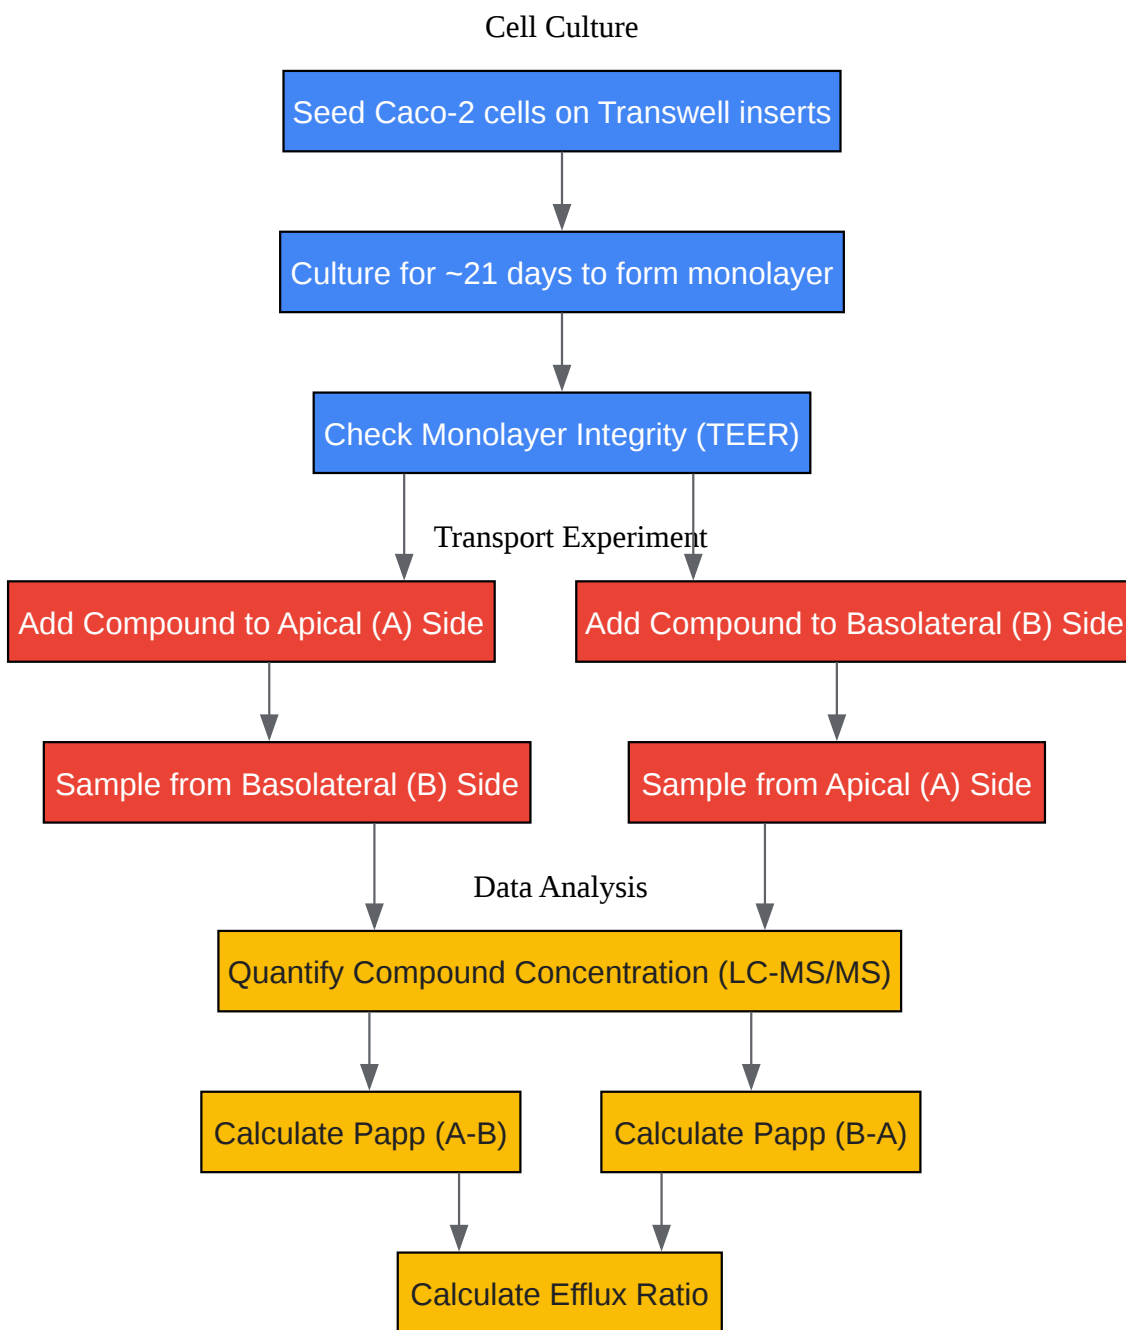 Cell Culture
Seed Caco-2 cells on Transwell inserts
Culture for ~21 days to form monolayer
Check Monolayer Integrity (TEER)
Transport Experiment
Add Compound to Apical (A) Side
Add Compound to Basolateral (B) Side
Sample from Basolateral (B) Side
Sample from Apical (A) Side
Data Analysis
Quantify Compound Concentration (LC-MS/MS)
Calculate Papp (A-B)
Calculate Papp (B-A)
Calculate Efflux Ratio